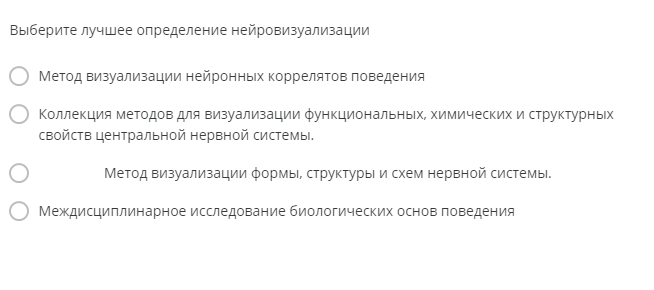 Выберите лучшее определение нейровизуализации
Метод визуализации нейронных коррелятов поведения
Коллекция методов для визуализации функциональных, химических и структурных
свойств центральной нервной системы.
Метод визуализации формы, структуры и схем нервной системы.
Междисциплинарное исследование биологических основ поведения